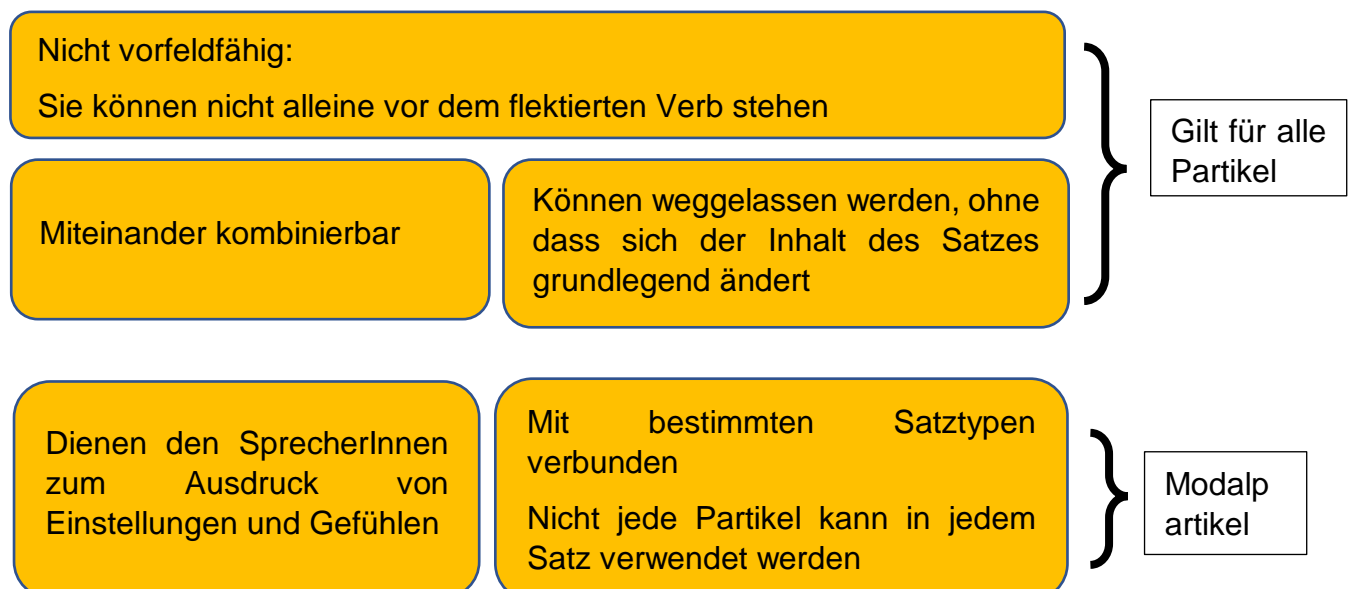 Nicht vorfeldfähig:
Sie können nicht alleine vor dem flektierten Verb stehen
Gilt für alle
Partikel
Miteinander kombinierbar
Können weggelassen werden, ohne
dass sich der Inhalt des Satzes
grundlegend ändert
Dienen den SprecherInnen
zum Ausdruck von
Einstellungen und Gefühlen
Mit bestimmten Satztypen
verbunden
Nicht jede Partikel kann in jedem
Satz verwendet werden
Modalp
artikel